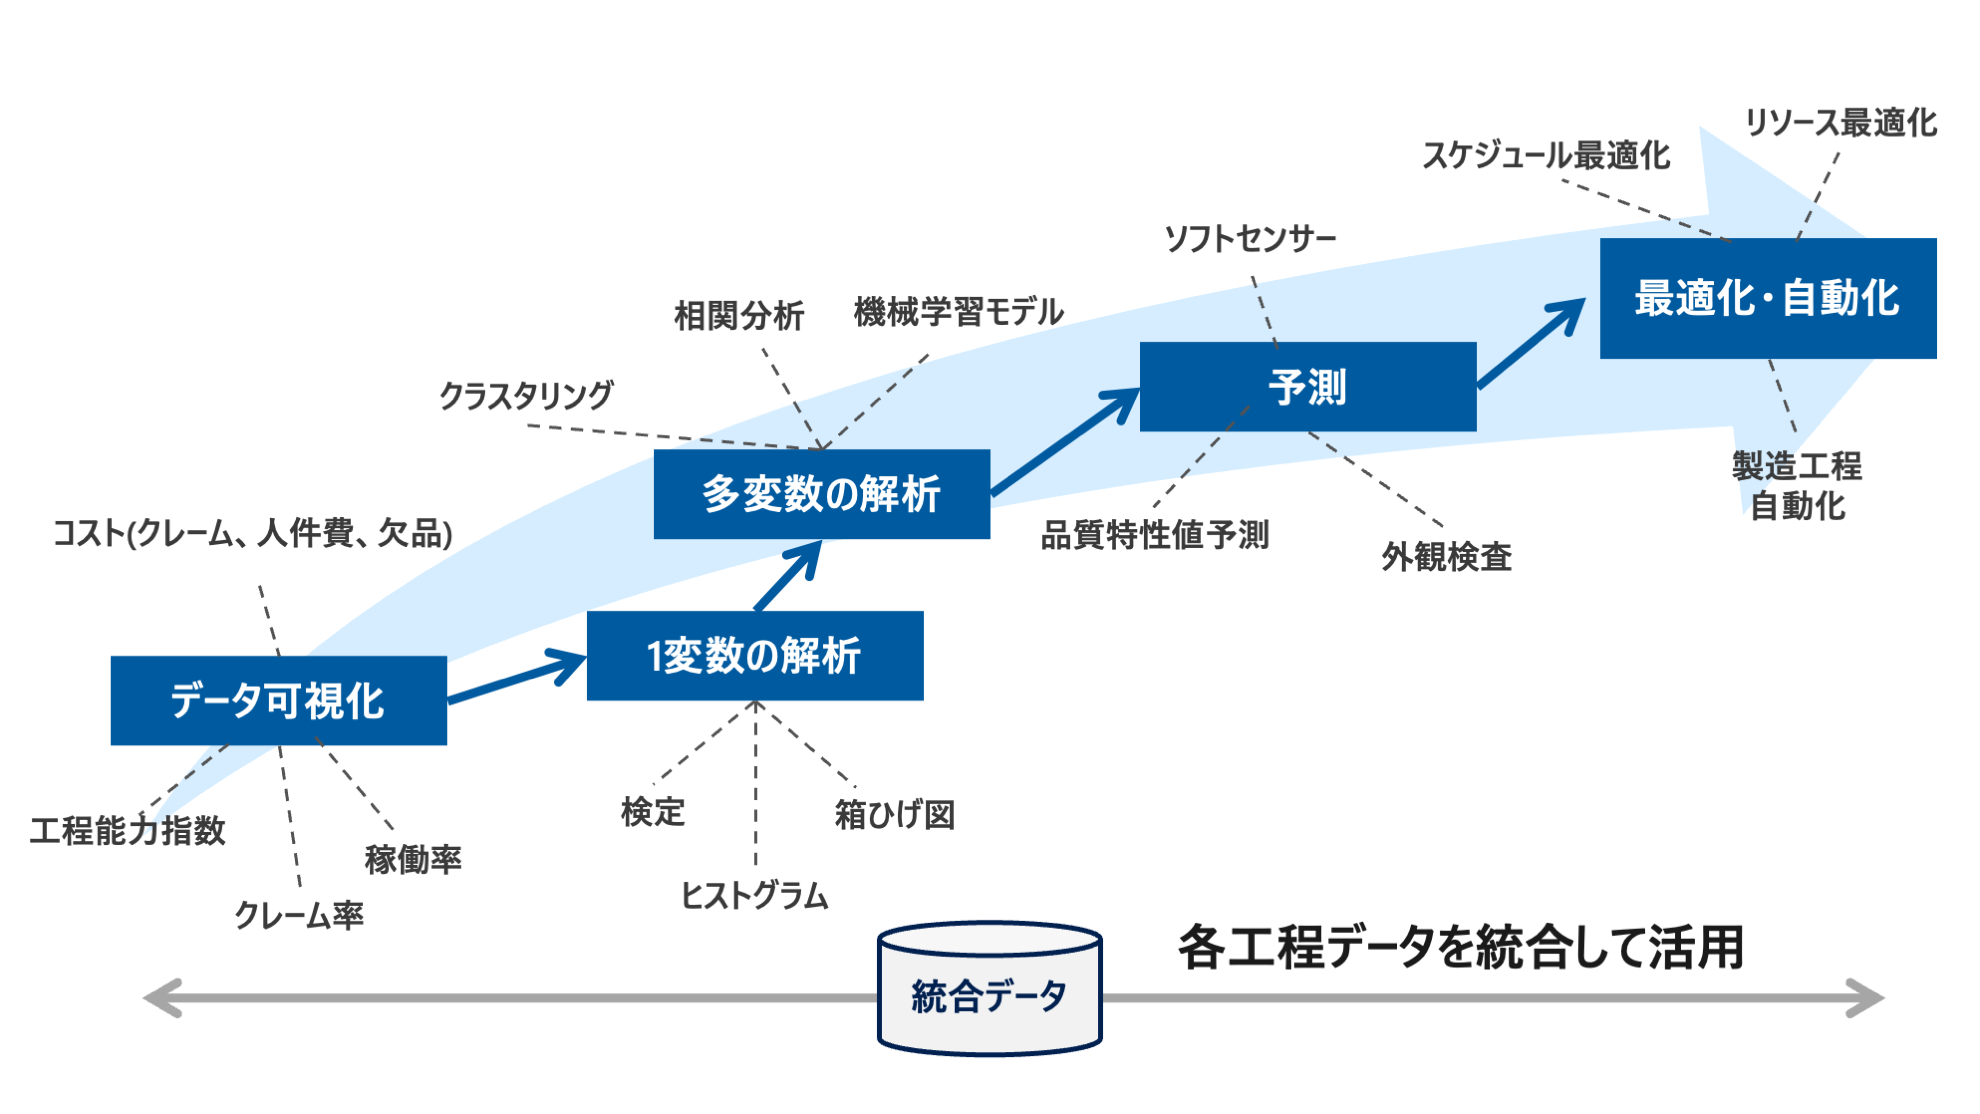 リソース最適化
スケジュール最適化
ソフトセンサー
最適化・自動化
相関分析
機械学習モデル
予測
クラスタリング
製造工程
自動化
多変数の解析
コスト(クレーム、人件費、欠品)
品質特性値予測
外観検査
1変数の解析
データ可視化
検定
箱ひげ図
工程能力指数
稼働率
ヒストグラム
クレーム率
各工程データを統合して活用
統合データ